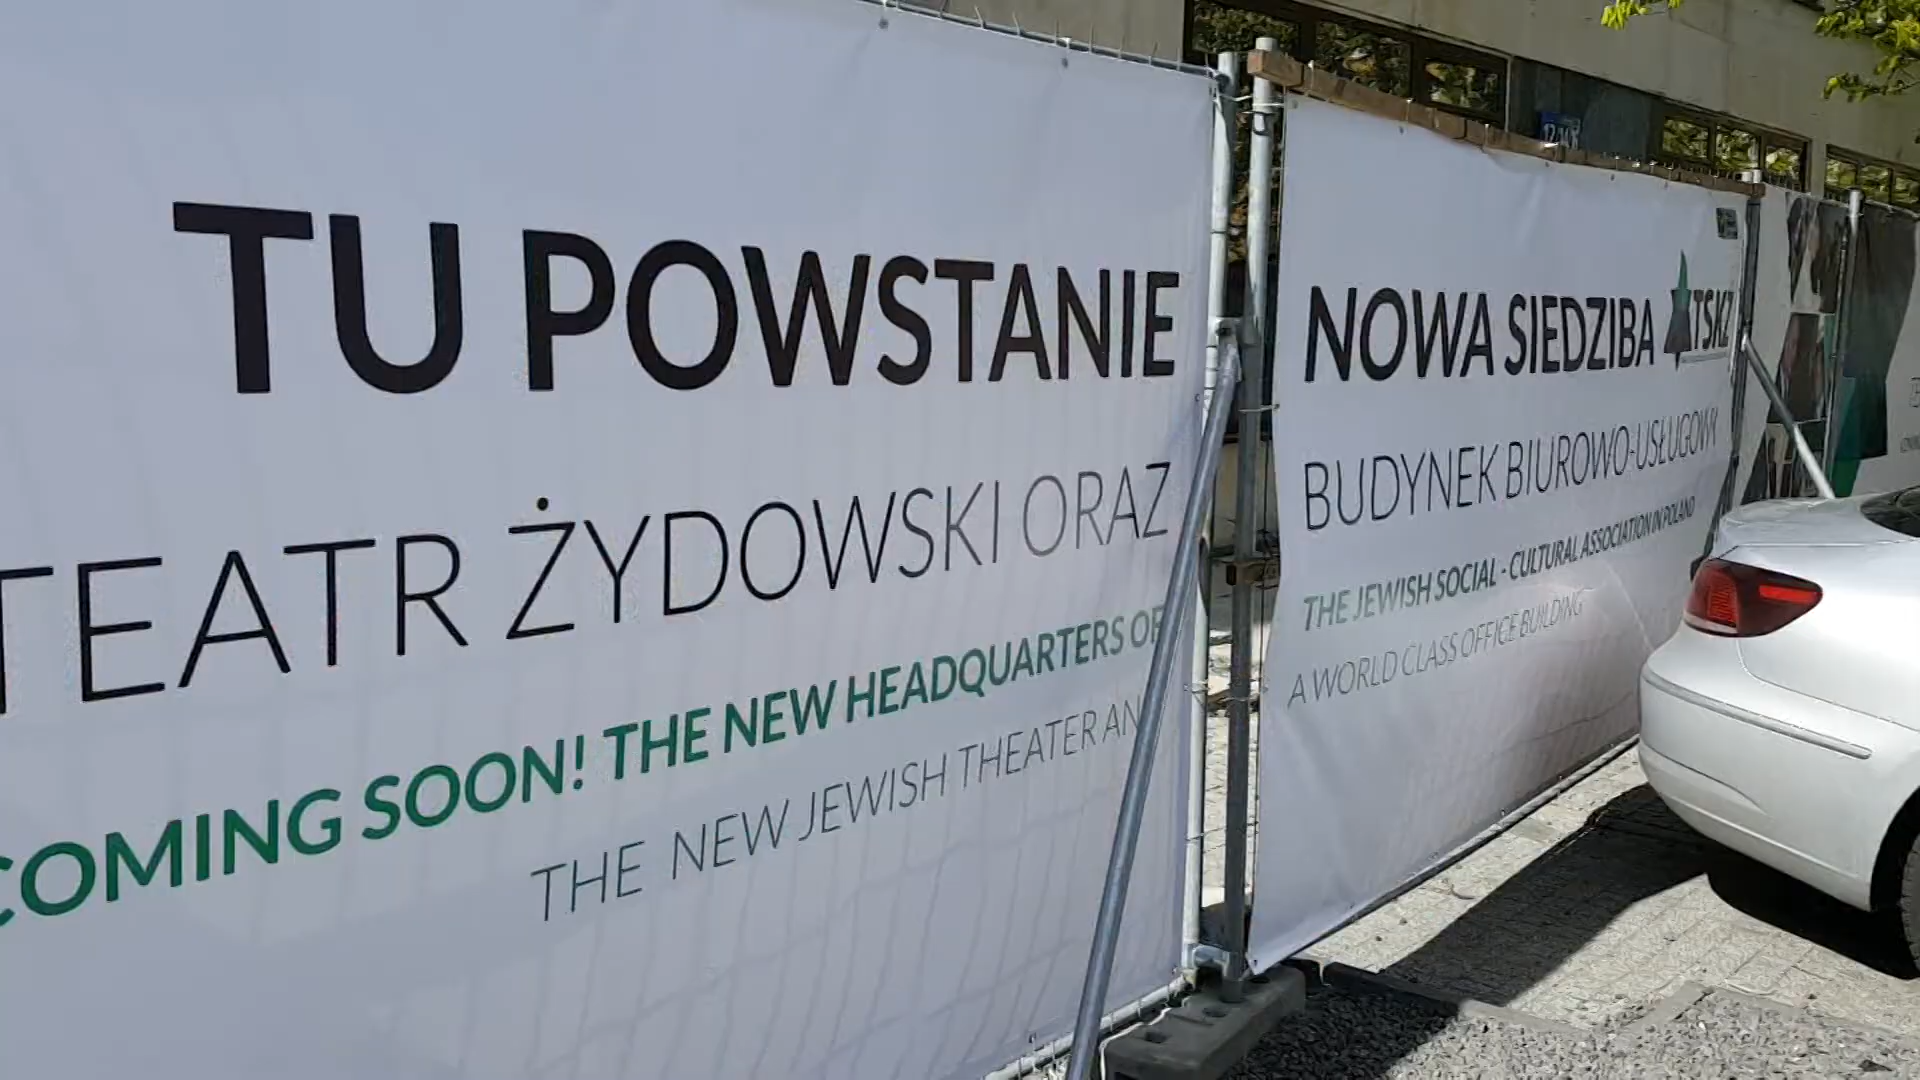 TU POWSTANIE NOWA SIEDZIBA TSKZ
TEATR ŻYDOWSKI ORAZ BUDYNEK BIUROWO-USŁUGOWY
COMING SOON! THE NEW HEADQUARTERS OF THE JEWISH SOCIAL - CULTURAL ASSOCIATION IN POLAND
THE NEW JEWISH THEATER AN A WORLD CLASS OFFICE BUILDING